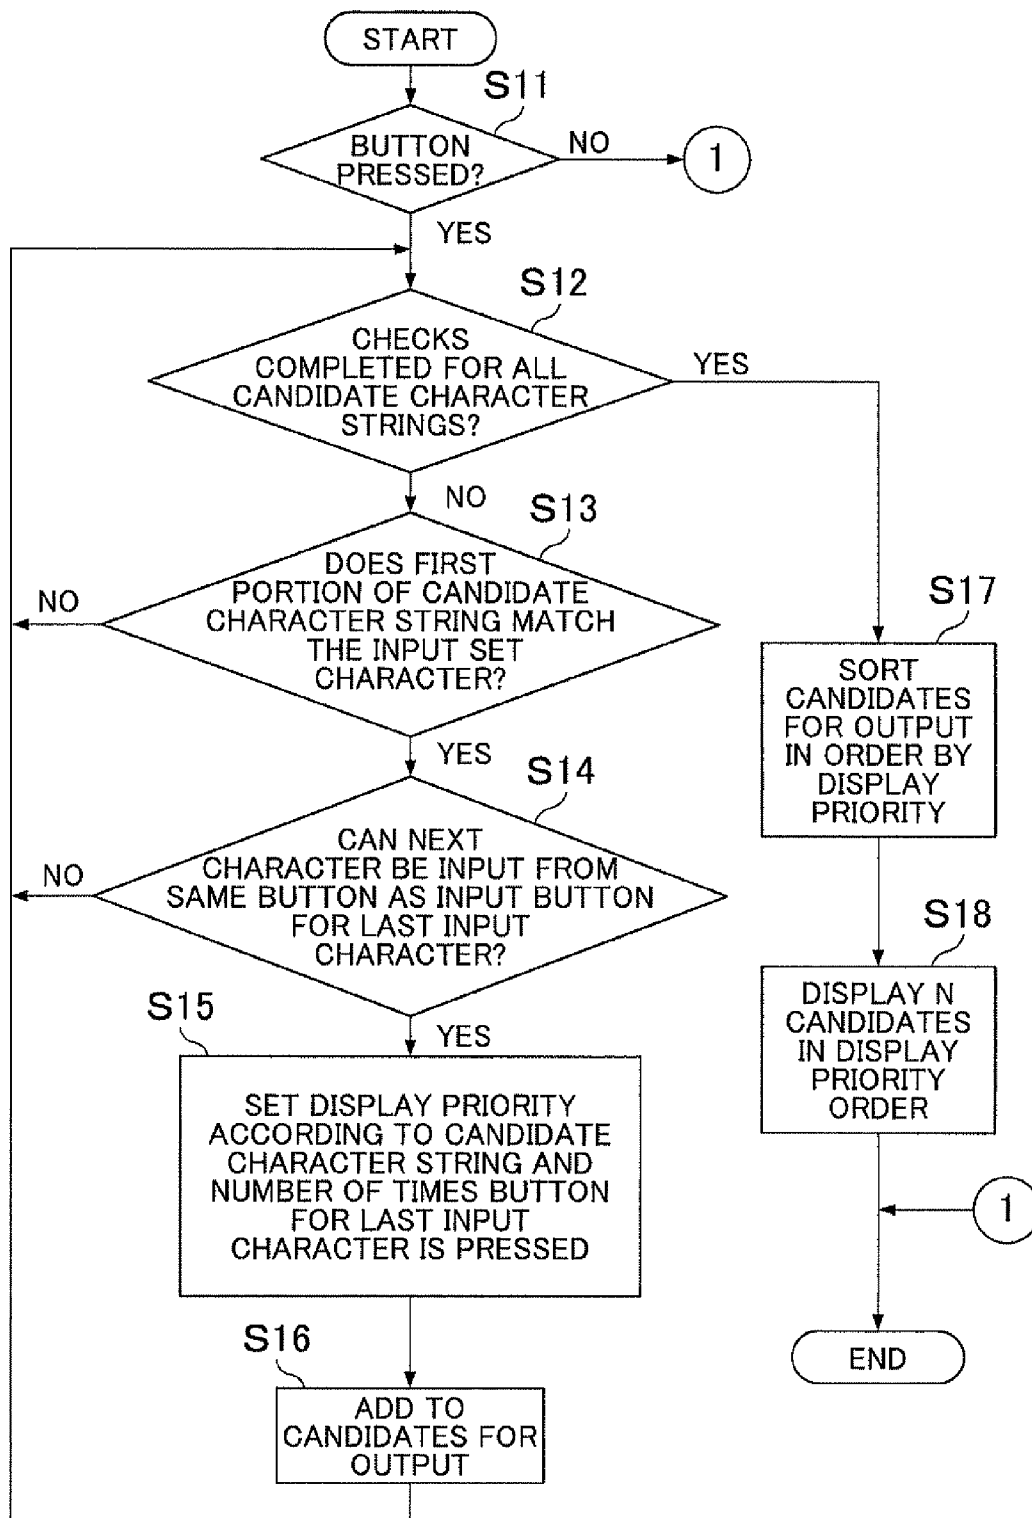 START
S11
BUTTON
PRESSED?
NO
1
YES
S12
CHECKS
COMPLETED FOR ALL
CANDIDATE CHARACTER
STRINGS?
YES
NO
S13
DOES FIRST
PORTION OF CANDIDATE
CHARACTER STRING MATCH
THE INPUT SET
CHARACTER?
NO
YES
S14
CAN NEXT
CHARACTER BE INPUT FROM
SAME BUTTON AS INPUT BUTTON
FOR LAST INPUT
CHARACTER?
NO
YES
S15
SET DISPLAY PRIORITY
ACCORDING TO CANDIDATE
CHARACTER STRING AND
NUMBER OF TIMES BUTTON
FOR LAST INPUT
CHARACTER IS PRESSED
S16
ADD TO
CANDIDATES FOR
OUTPUT
S17
SORT
CANDIDATES
FOR OUTPUT
IN ORDER BY
DISPLAY
PRIORITY
S18
DISPLAY N
CANDIDATES
IN DISPLAY
PRIORITY
ORDER
1
END